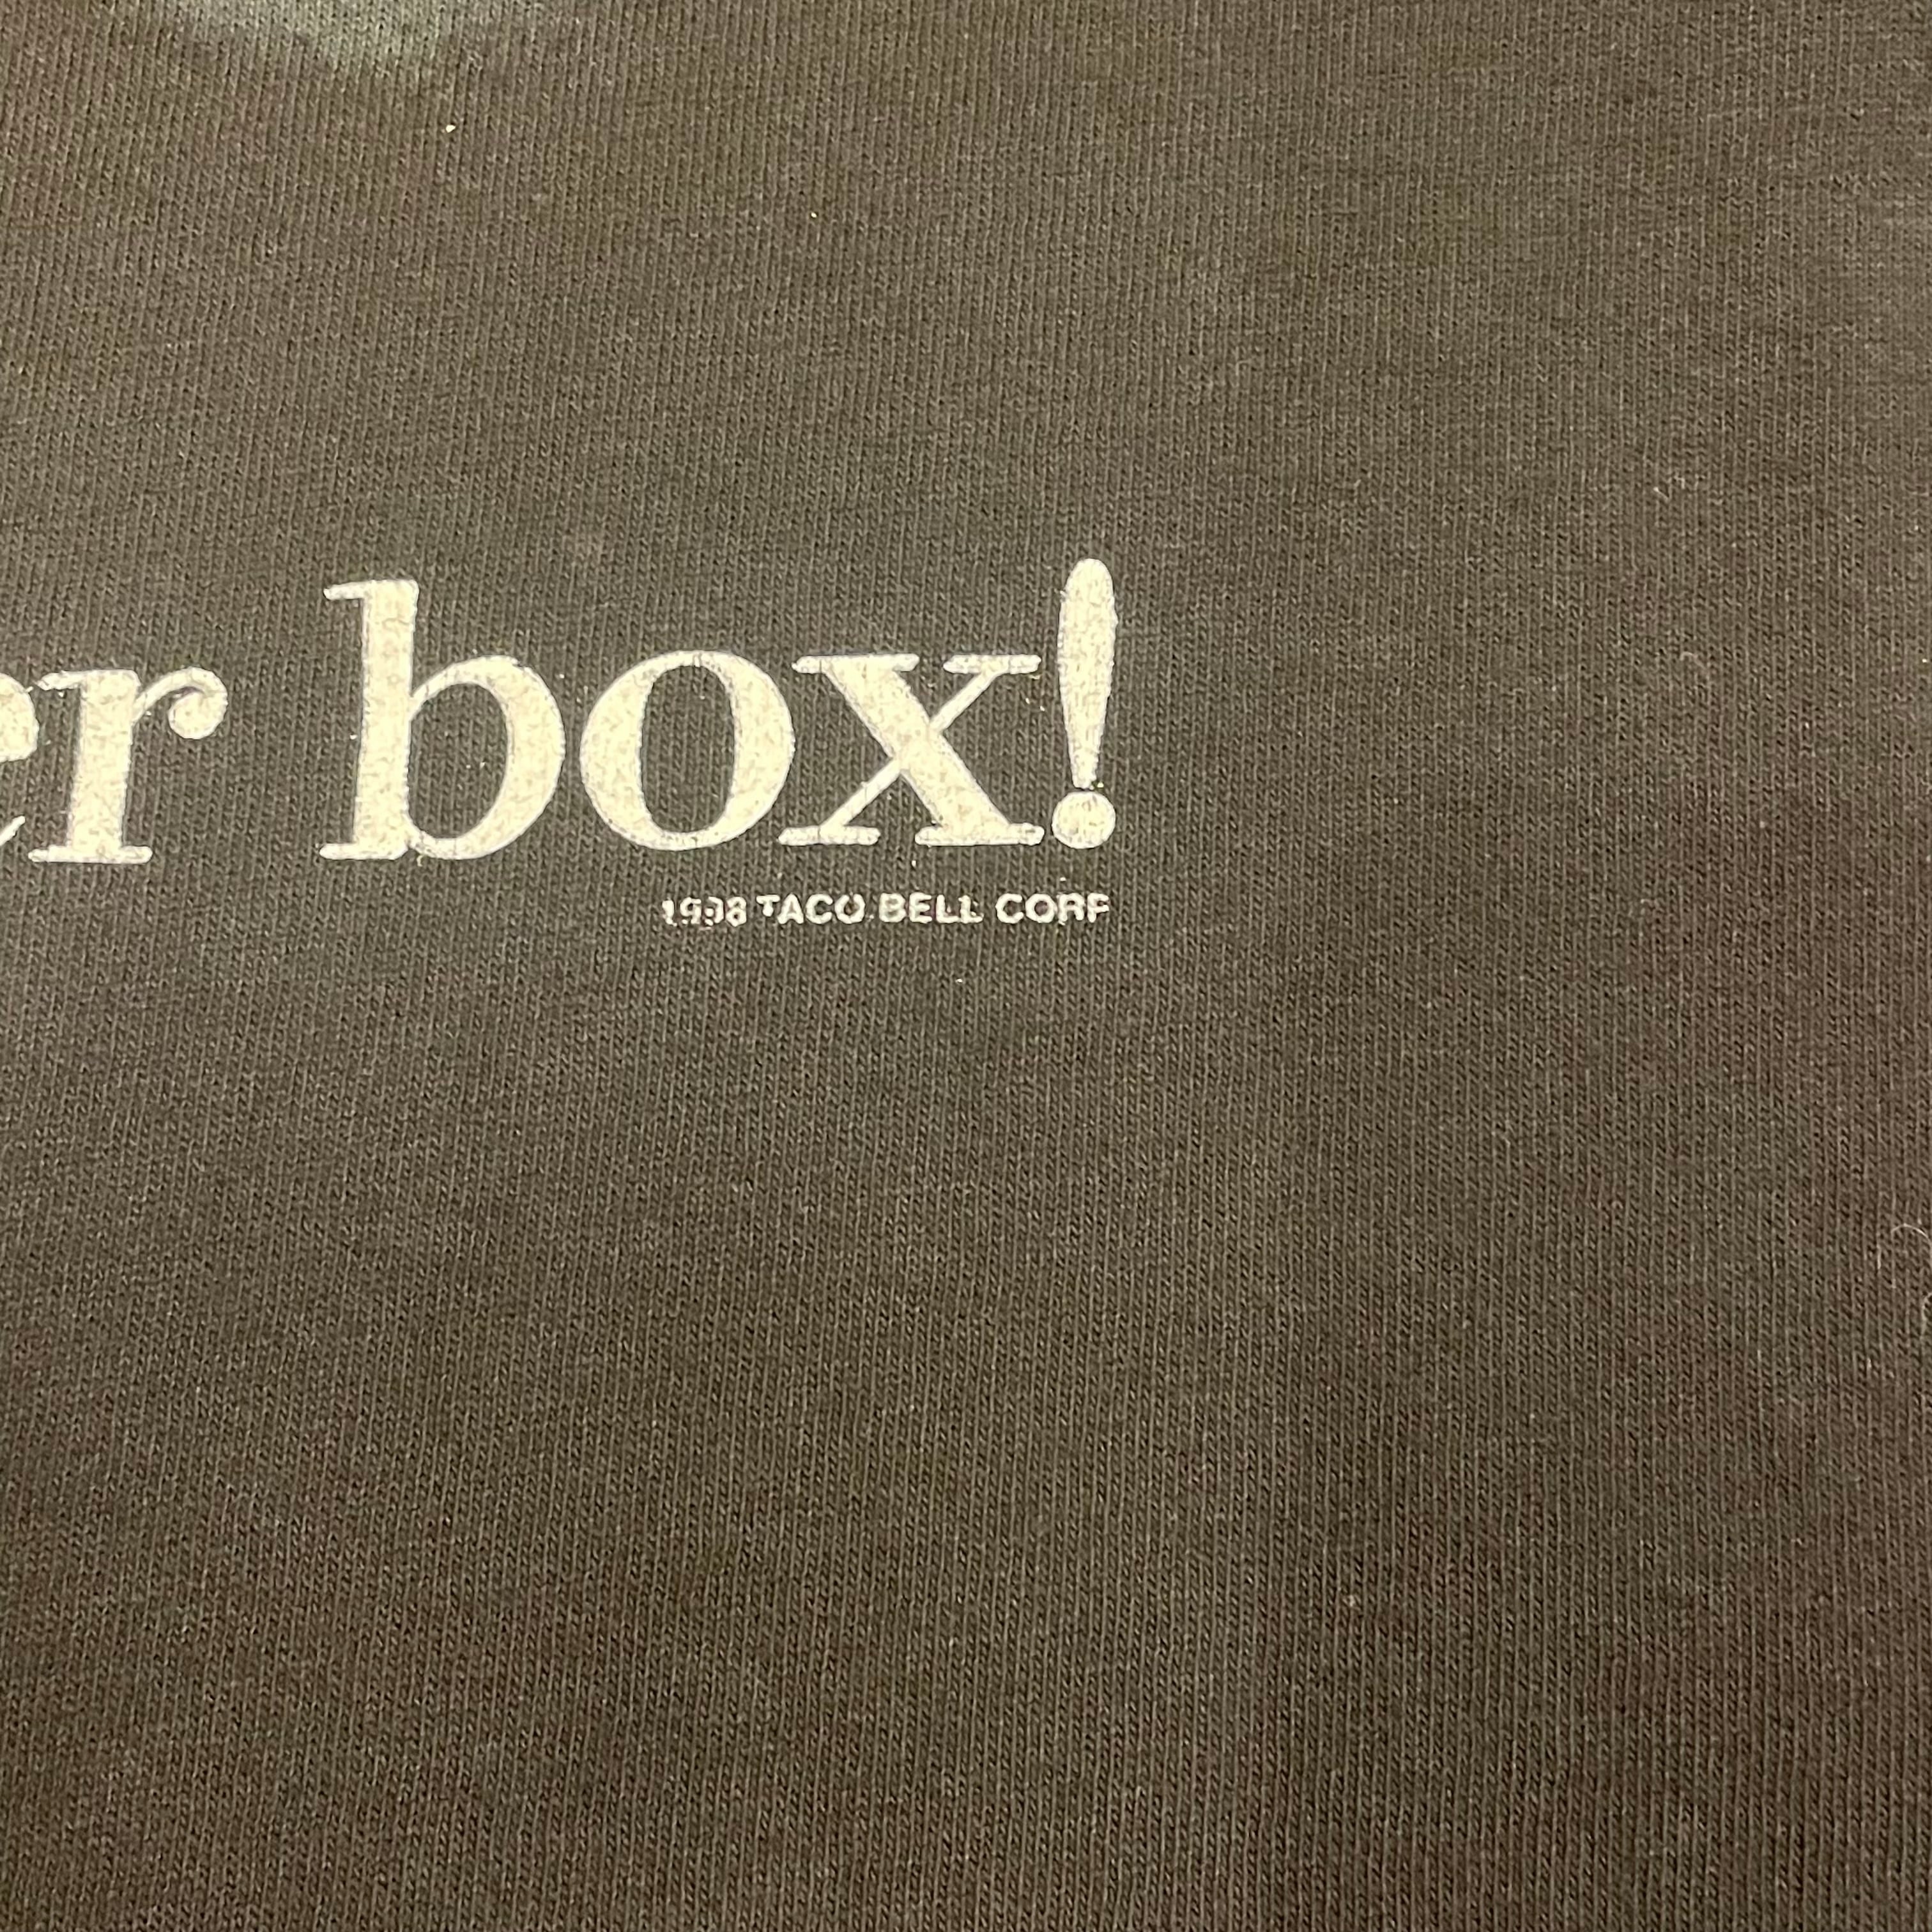 er box!
1998 TACO BELL CORP